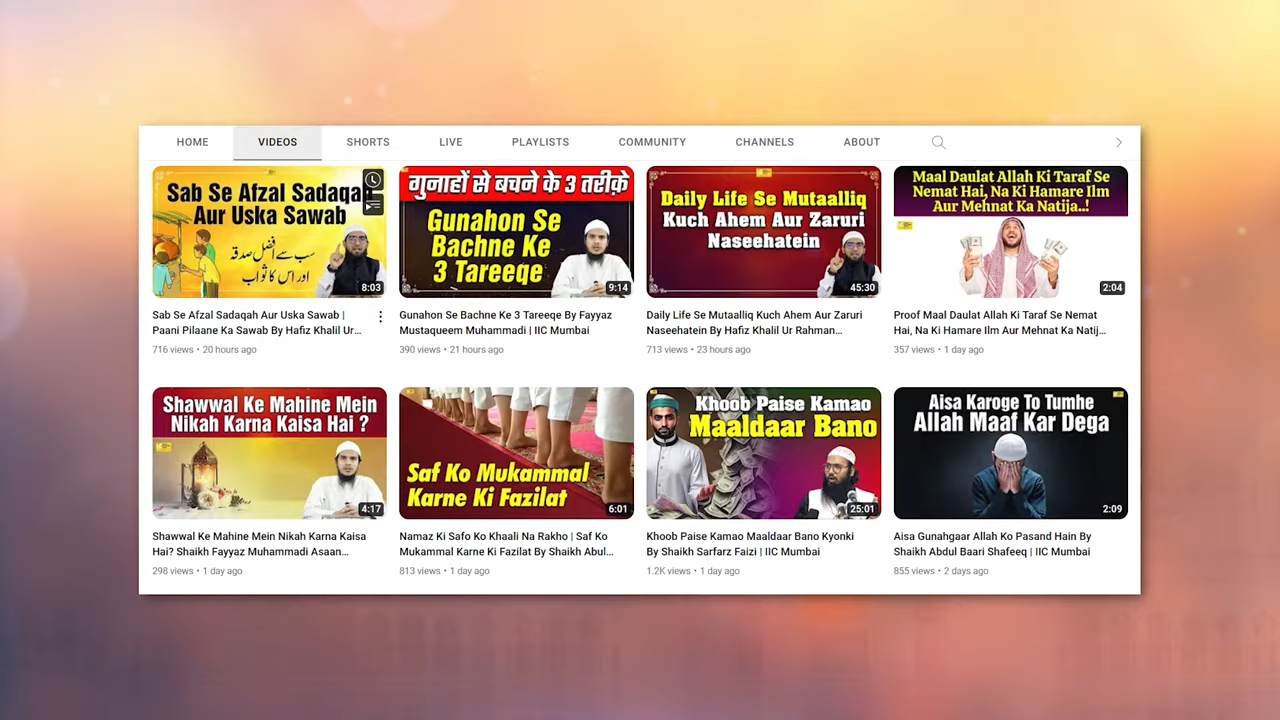 HOME VIDEOS SHORTS LIVE PLAYLISTS COMMUNITY CHANNELS ABOUT
Sab Se Afzal Sadaqah
Aur Uska Sawab
سب سے افضل صدقہ
اور اس کا ثواب
8:03
Sab Se Afzal Sadaqah Aur Uska Sawab |
Paani Pilaane Ka Sawab By Hafiz Khalil Ur...
716 views • 20 hours ago
गुनाहों से बचने के 3 तरीक़े
Gunahon Se
Bachne Ke
3 Tareeqe
9:14
Gunahon Se Bachne Ke 3 Tareeqe By Fayyaz
Mustaqueem Muhammadi | IIC Mumbai
390 views • 21 hours ago
Daily Life Se Mutaalliq
Kuch Ahem Aur Zaruri
Naseehatein
45:30
Daily Life Se Mutaalliq Kuch Ahem Aur Zaruri
Naseehatein By Hafiz Khalil Ur Rahman...
713 views • 23 hours ago
Maal Daulat Allah Ki Taraf Se
Nemat Hai, Na Ki Hamare Ilm
Aur Mehnat Ka Natija..!
2:04
Proof Maal Daulat Allah Ki Taraf Se Nemat
Hai, Na Ki Hamare Ilm Aur Mehnat Ka Natij...
357 views • 1 day ago
Shawwal Ke Mahine Mein
Nikah Karna Kaisa Hai ?
4:17
Shawwal Ke Mahine Mein Nikah Karna Kaisa
Hai? Shaikh Fayyaz Muhammadi Asaan...
298 views • 1 day ago
Saf Ko Mukammal
Karne Ki Fazilat
6:01
Namaz Ki Safo Ko Khaali Na Rakho | Saf Ko
Mukammal Karne Ki Fazilat By Shaikh Abul...
813 views • 1 day ago
Khoob Paise Kamao
Maaldaar Bano
25:01
Khoob Paise Kamao Maaldaar Bano Kyonki
By Shaikh Sarfarz Faizi | IIC Mumbai
1.2K views • 1 day ago
Aisa Karoge To Tumhe
Allah Maaf Kar Dega
2:09
Aisa Gunahgaar Allah Ko Pasand Hain By
Shaikh Abdul Baari Shafeeq | IIC Mumbai
855 views • 2 days ago